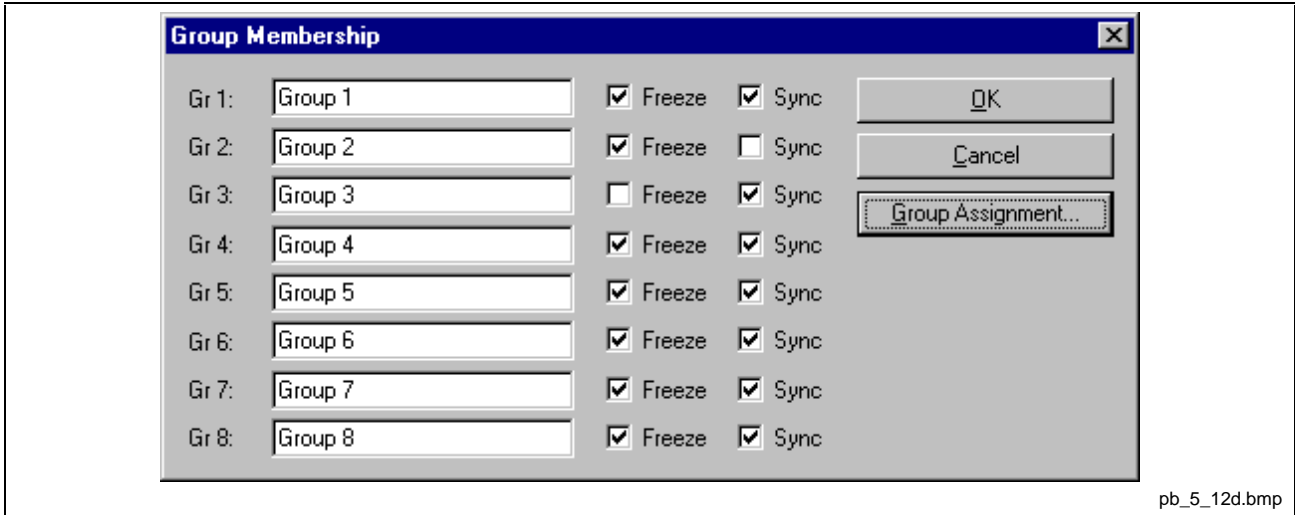 Group Membership
Gr 1: Group 1 Freeze Sync OK
Gr 2: Group 2 Freeze Sync Cancel
Gr 3: Group 3 Freeze Sync Group Assignment...
Gr 4: Group 4 Freeze Sync
Gr 5: Group 5 Freeze Sync
Gr 6: Group 6 Freeze Sync
Gr 7: Group 7 Freeze Sync
Gr 8: Group 8 Freeze Sync
pb_5_12d.bmp